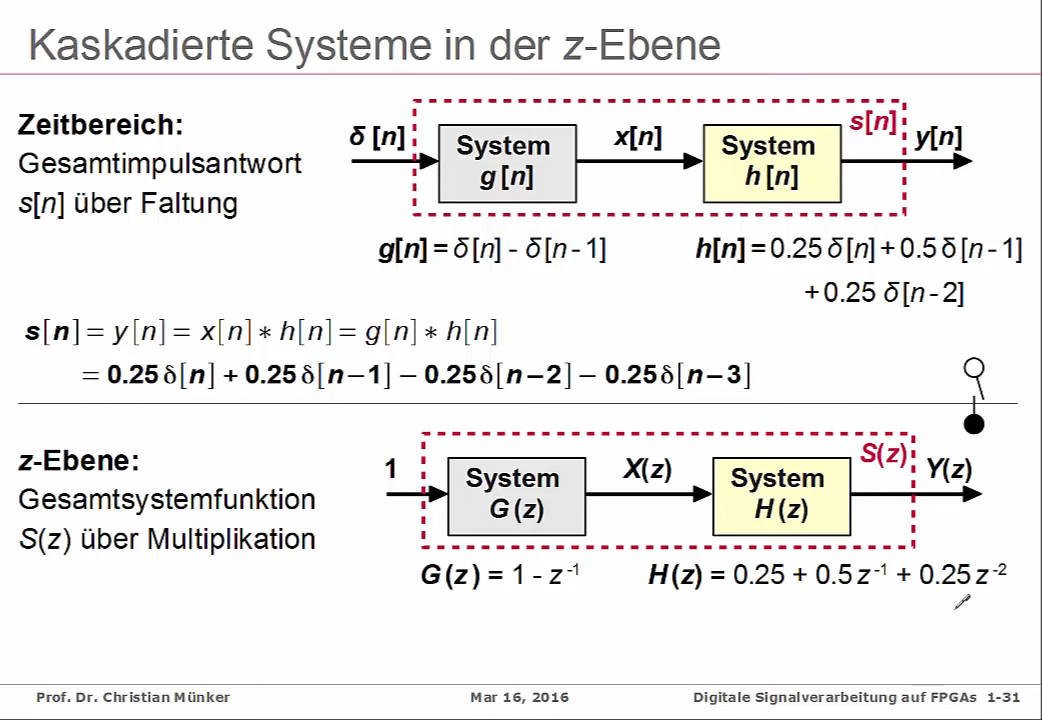 Kaskadierte Systeme in der z-Ebene
Zeitbereich:
Gesamtimpulsantwort
s[n] über Faltung
δ [n]
System
g [n]
x[n]
System
h [n]
s[n]
y[n]
g[n] = δ[n] - δ[n - 1]
h[n] = 0.25 δ[n] + 0.5 δ[n - 1]
+ 0.25 δ[n - 2]
s[n] = y[n] = x[n] ∗ h[n] = g[n] ∗ h[n]
= 0.25 δ[n] + 0.25 δ[n−1] − 0.25 δ[n−2] − 0.25 δ[n−3]
z-Ebene:
Gesamtsystemfunktion
S(z) über Multiplikation
1
System
G (z)
X(z)
System
H (z)
S(z)
Y(z)
G (z) = 1 - z⁻¹
H (z) = 0.25 + 0.5 z⁻¹ + 0.25 z⁻²
Prof. Dr. Christian Münker
Mar 16, 2016
Digitale Signalverarbeitung auf FPGAs 1-31